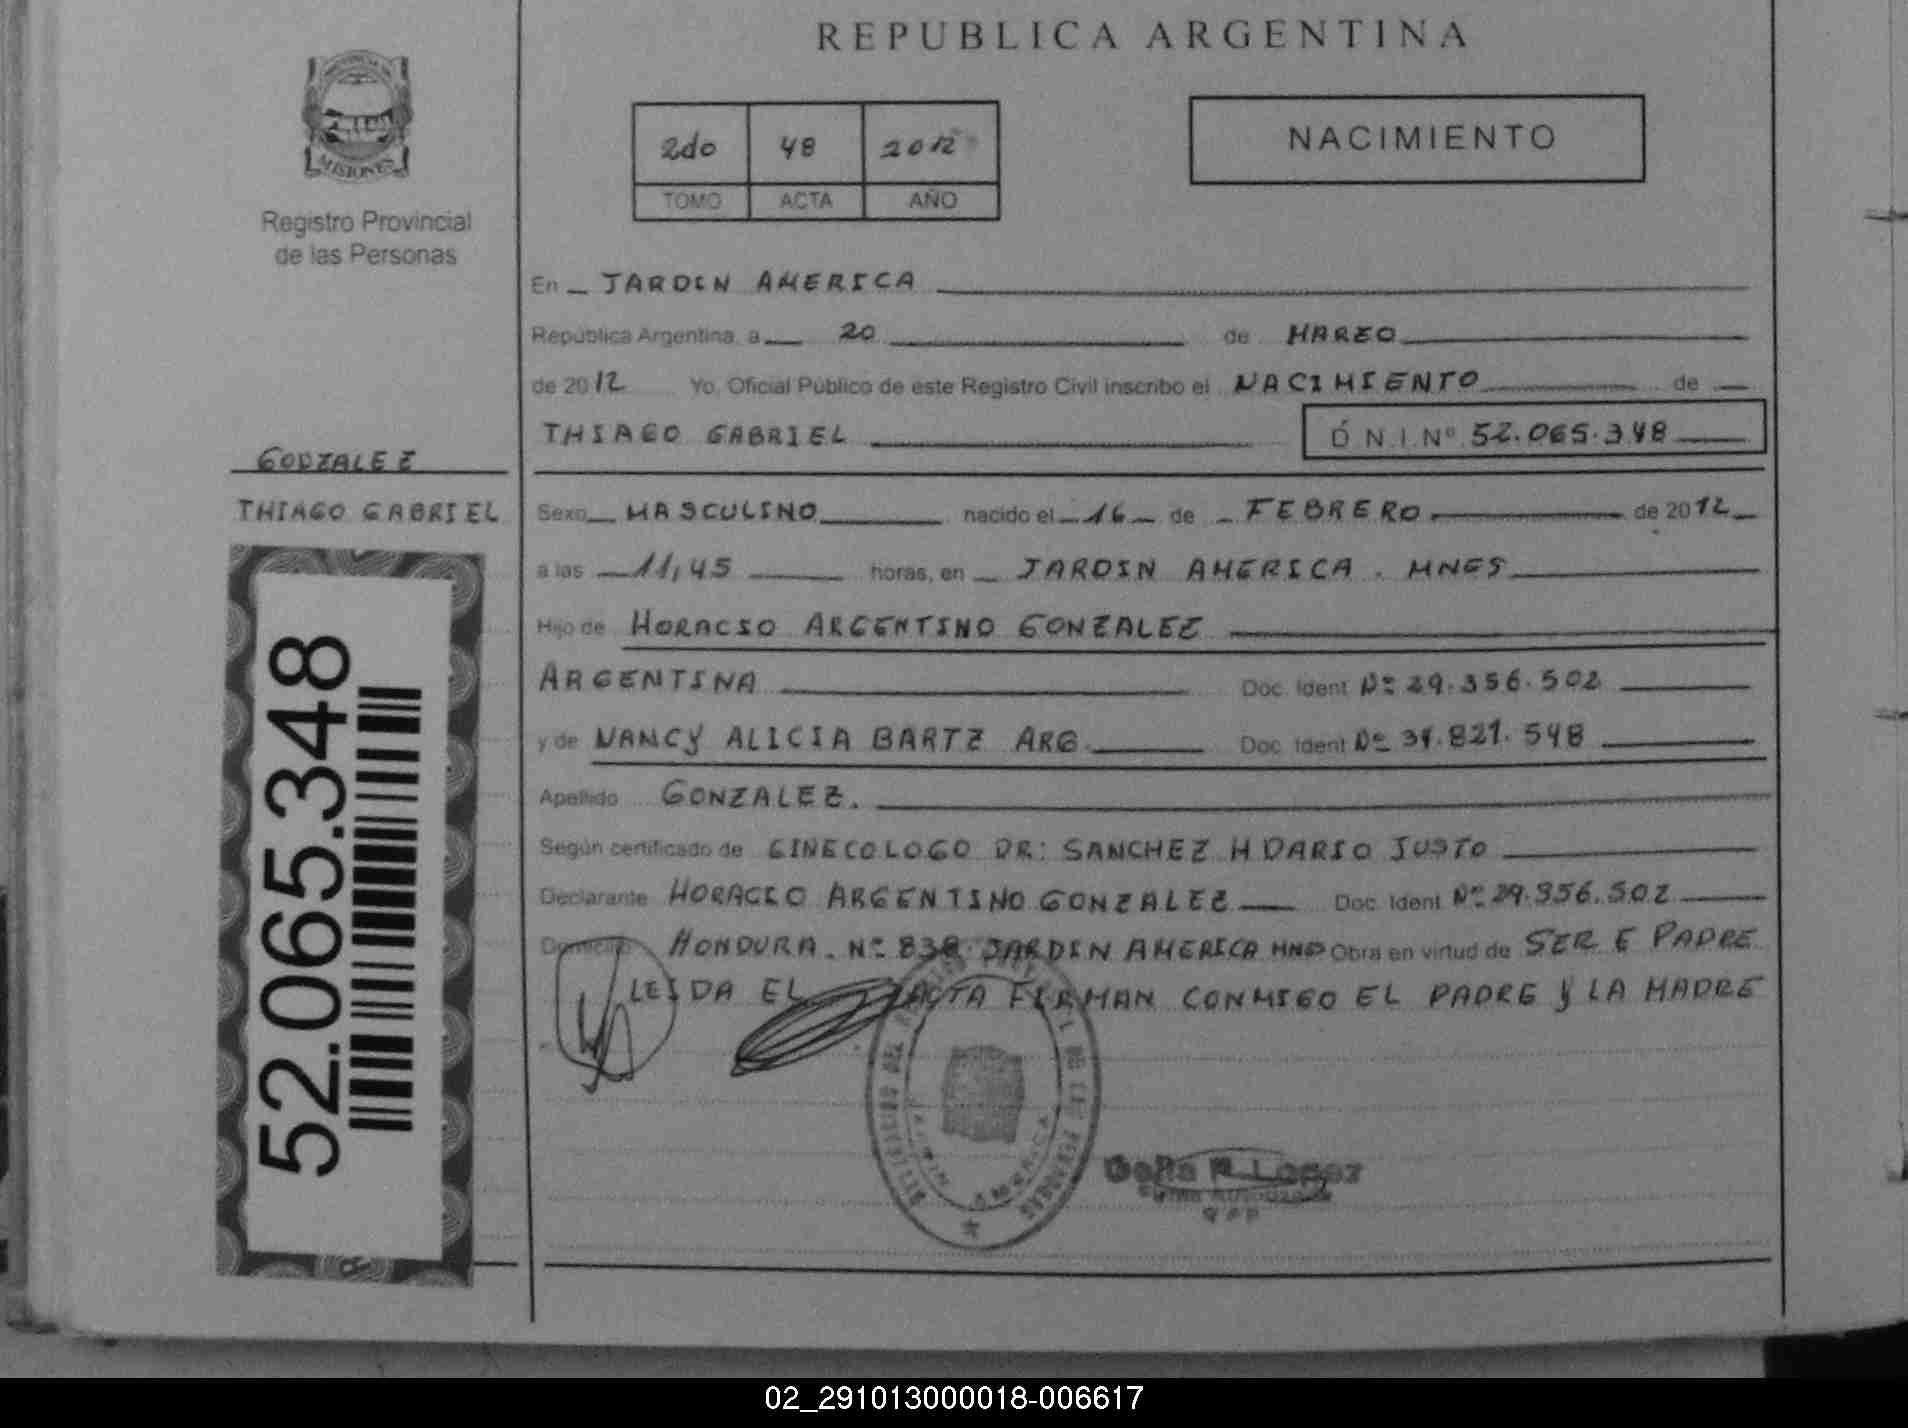 REPUBLICA ARGENTINA
MISIONES
Registro Provincial
de las Personas
2do 48 2012
TOMO ACTA AÑO
NACIMIENTO
En JARDIN AMERICA
República Argentina, a 20 de MARZO
de 2012 Yo, Oficial Público de este Registro Civil inscribo el NACIMIENTO de
THIAGO GABRIEL D N I Nº 52.065.348
GONZALEZ
THIAGO GABRIEL
Sexo MASCULINO nacido el 16 de FEBRERO de 2012
a las 11,45 horas, en JARDIN AMERICA . MNES
Hijo de HORACIO ARGENTINO GONZALEZ
ARGENTINA Doc. Ident Nº 29.356.502
y de NANCY ALICIA BARTZ ARG. Doc. Ident Nº 821.548
Apellido GONZALEZ.
Según certificado de GINECOLOGO DR: SANCHEZ H DARIO JUSTO
Declarante HORACIO ARGENTINO GONZALEZ Doc. Ident Nº 29.356.502
Domicilio HONDURA. Nº 838 JARDIN AMERICA MNES Obra en virtud de SER E PADRE
LEIDA EL ACTA FIRMAN CONMIGO EL PADRE Y LA MADRE
52.065.348
JARDIN AMERICA
Lopez
02_291013000018-006617